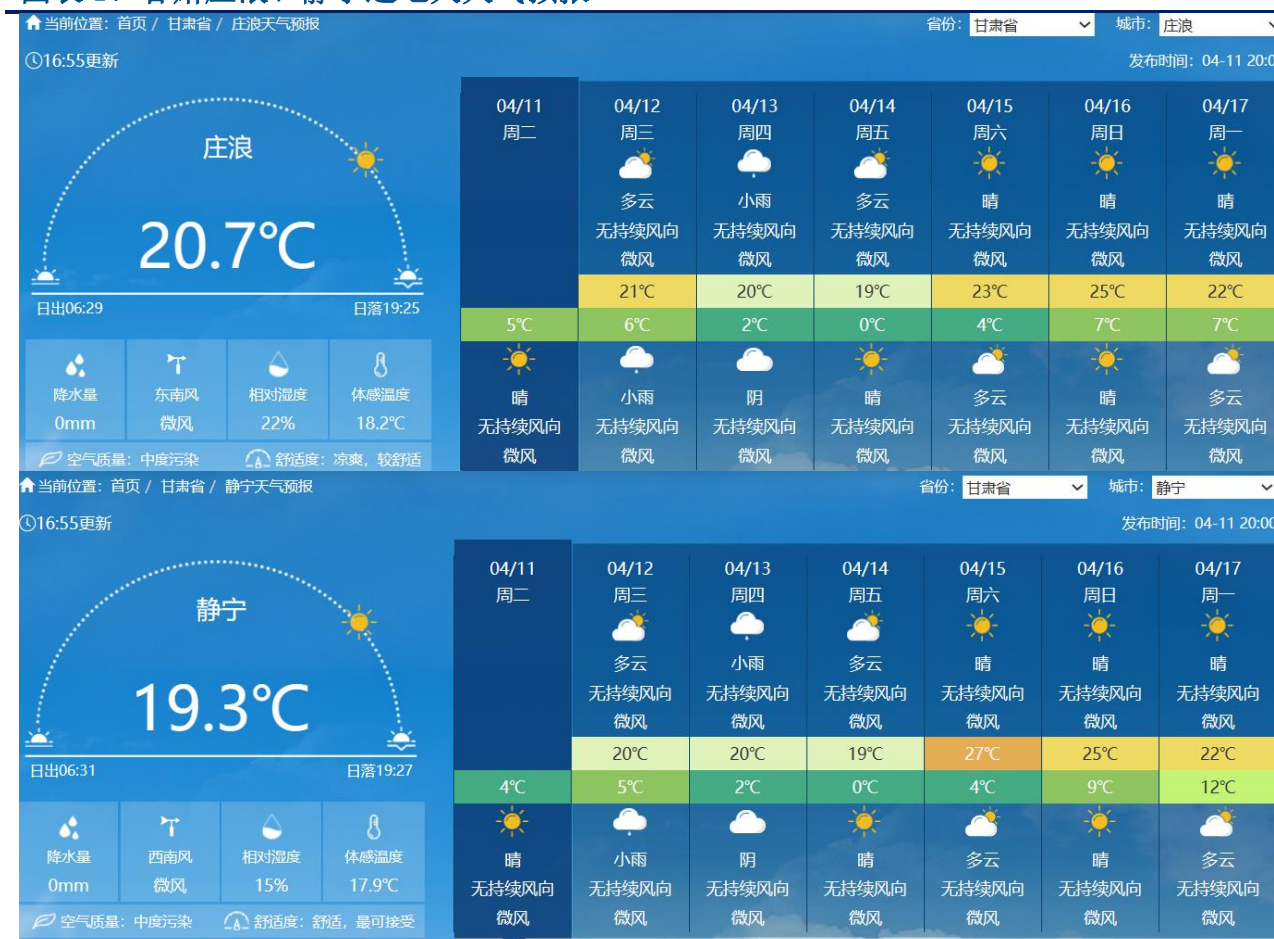 当前位置：首页 / 甘肃省 / 庄浪天气预报
省份： 甘肃省 城市： 庄浪
16:55更新
发布时间：04-11 20:0
庄浪
20.7℃
日出06:29 日落19:25
降水量 东南风 相对湿度 体感温度
0mm 微风 22% 18.2℃
空气质量：中度污染 舒适度：凉爽，较舒适
04/11 04/12 04/13 04/14 04/15 04/16 04/17
周二 周三 周四 周五 周六 周日 周一
多云 小雨 多云 晴 晴 晴
无持续风向 无持续风向 无持续风向 无持续风向 无持续风向 无持续风向
微风 微风 微风 微风 微风 微风
21℃ 20℃ 19℃ 23℃ 25℃ 22℃
5℃ 6℃ 2℃ 0℃ 4℃ 7℃ 7℃
晴 小雨 阴 晴 多云 晴 多云
无持续风向 无持续风向 无持续风向 无持续风向 无持续风向 无持续风向 无持续风向
微风 微风 微风 微风 微风 微风 微风
当前位置：首页 / 甘肃省 / 静宁天气预报
省份： 甘肃省 城市： 静宁
16:55更新
发布时间：04-11 20:00
静宁
19.3℃
日出06:31 日落19:27
降水量 西南风 相对湿度 体感温度
0mm 微风 15% 17.9℃
空气质量：中度污染 舒适度：舒适，最可接受
04/11 04/12 04/13 04/14 04/15 04/16 04/17
周二 周三 周四 周五 周六 周日 周一
多云 小雨 多云 晴 晴 晴
无持续风向 无持续风向 无持续风向 无持续风向 无持续风向 无持续风向
微风 微风 微风 微风 微风 微风
20℃ 20℃ 19℃ 27℃ 25℃ 22℃
4℃ 5℃ 2℃ 0℃ 4℃ 9℃ 12℃
晴 小雨 阴 晴 多云 晴 多云
无持续风向 无持续风向 无持续风向 无持续风向 无持续风向 无持续风向 无持续风向
微风 微风 微风 微风 微风 微风 微风